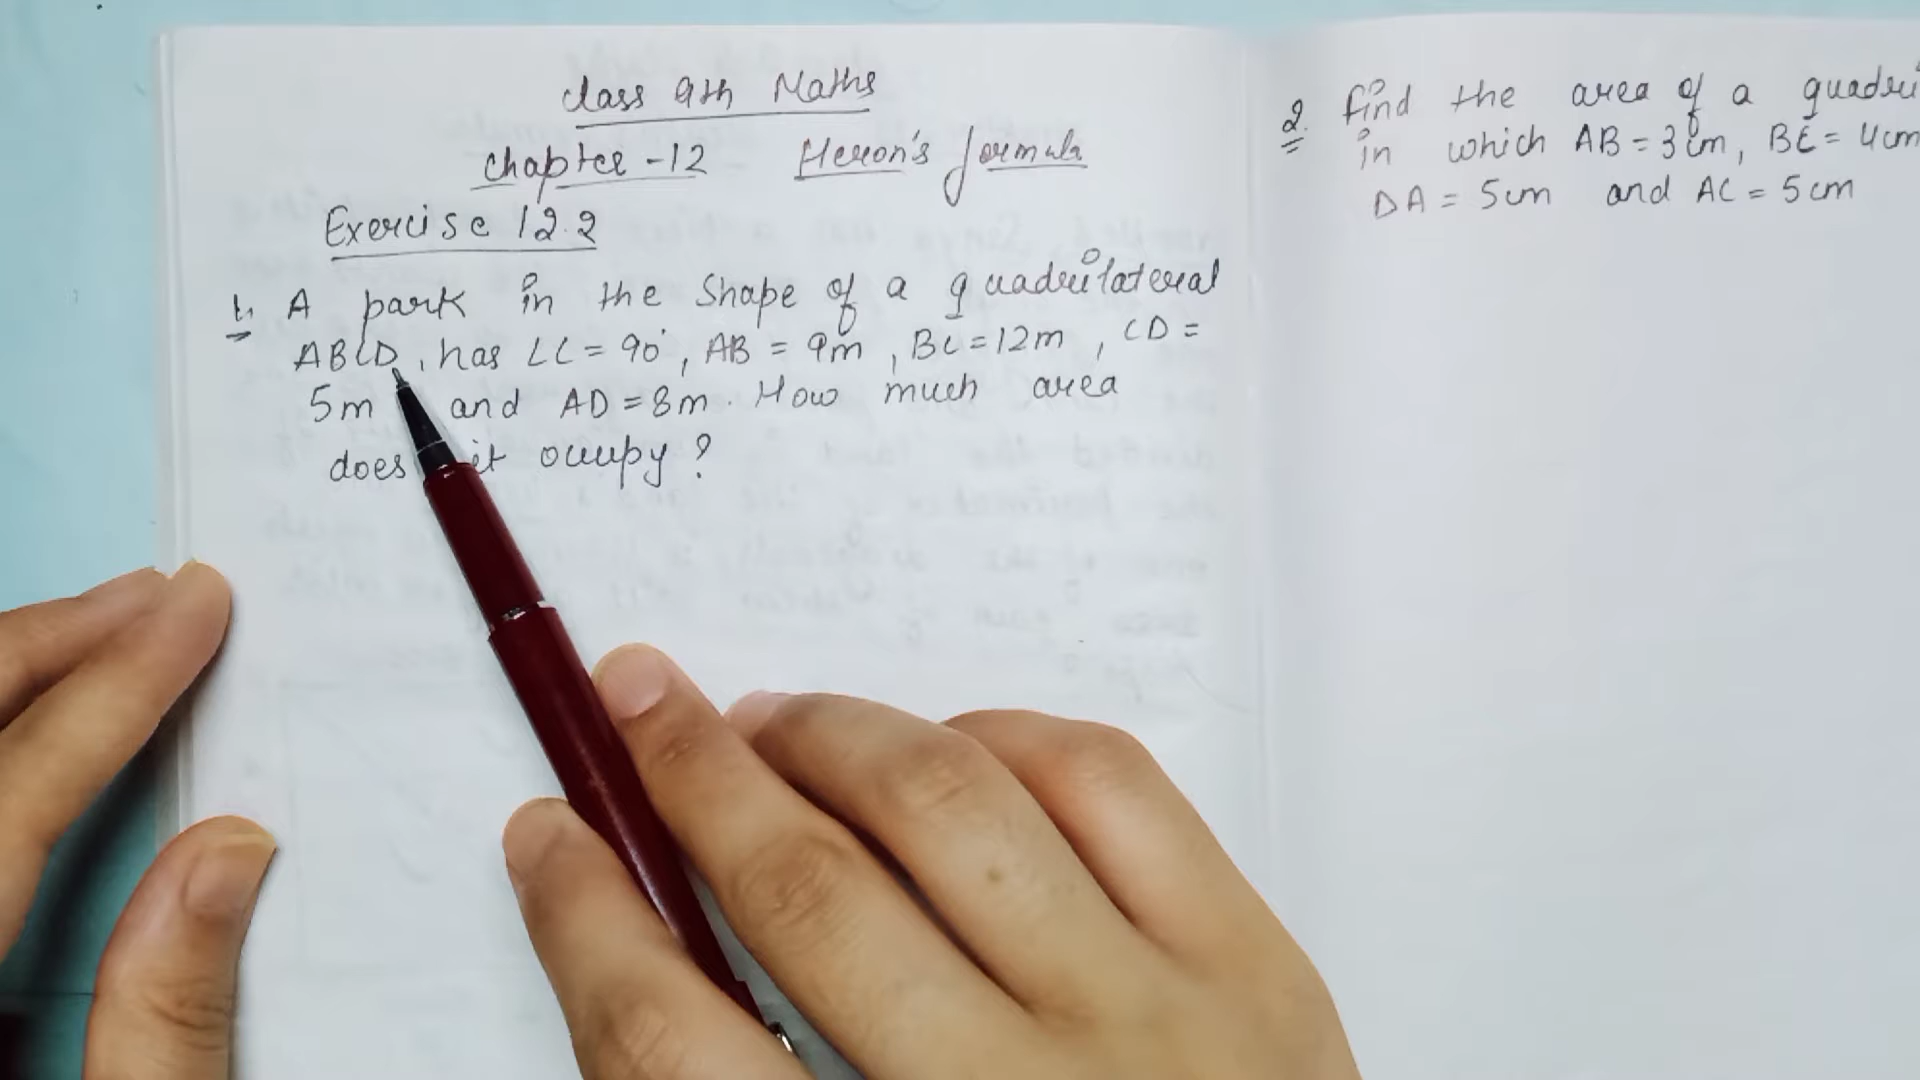 Class 9th Maths
Chapter -12 Heron's formula
Exercise 12.2
1. A park in the shape of a quadrilateral
ABCD, has ∠C = 90°, AB = 9m, BC = 12m, CD =
5m and AD = 8m. How much area
does it occupy?
2. find the area of a
in which AB = 3cm, BC = 4cm
DA = 5cm and AC = 5cm